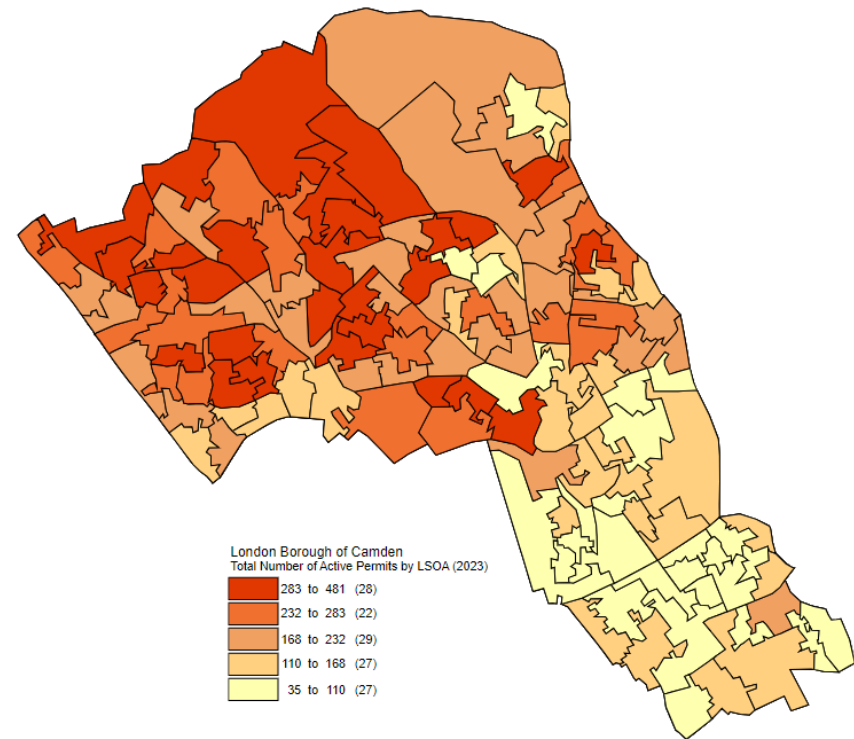 London Borough of Camden
Total Number of Active Permits by LSOA (2023)
283 to 481 (28)
232 to 283 (22)
168 to 232 (29)
110 to 168 (27)
35 to 110 (27)